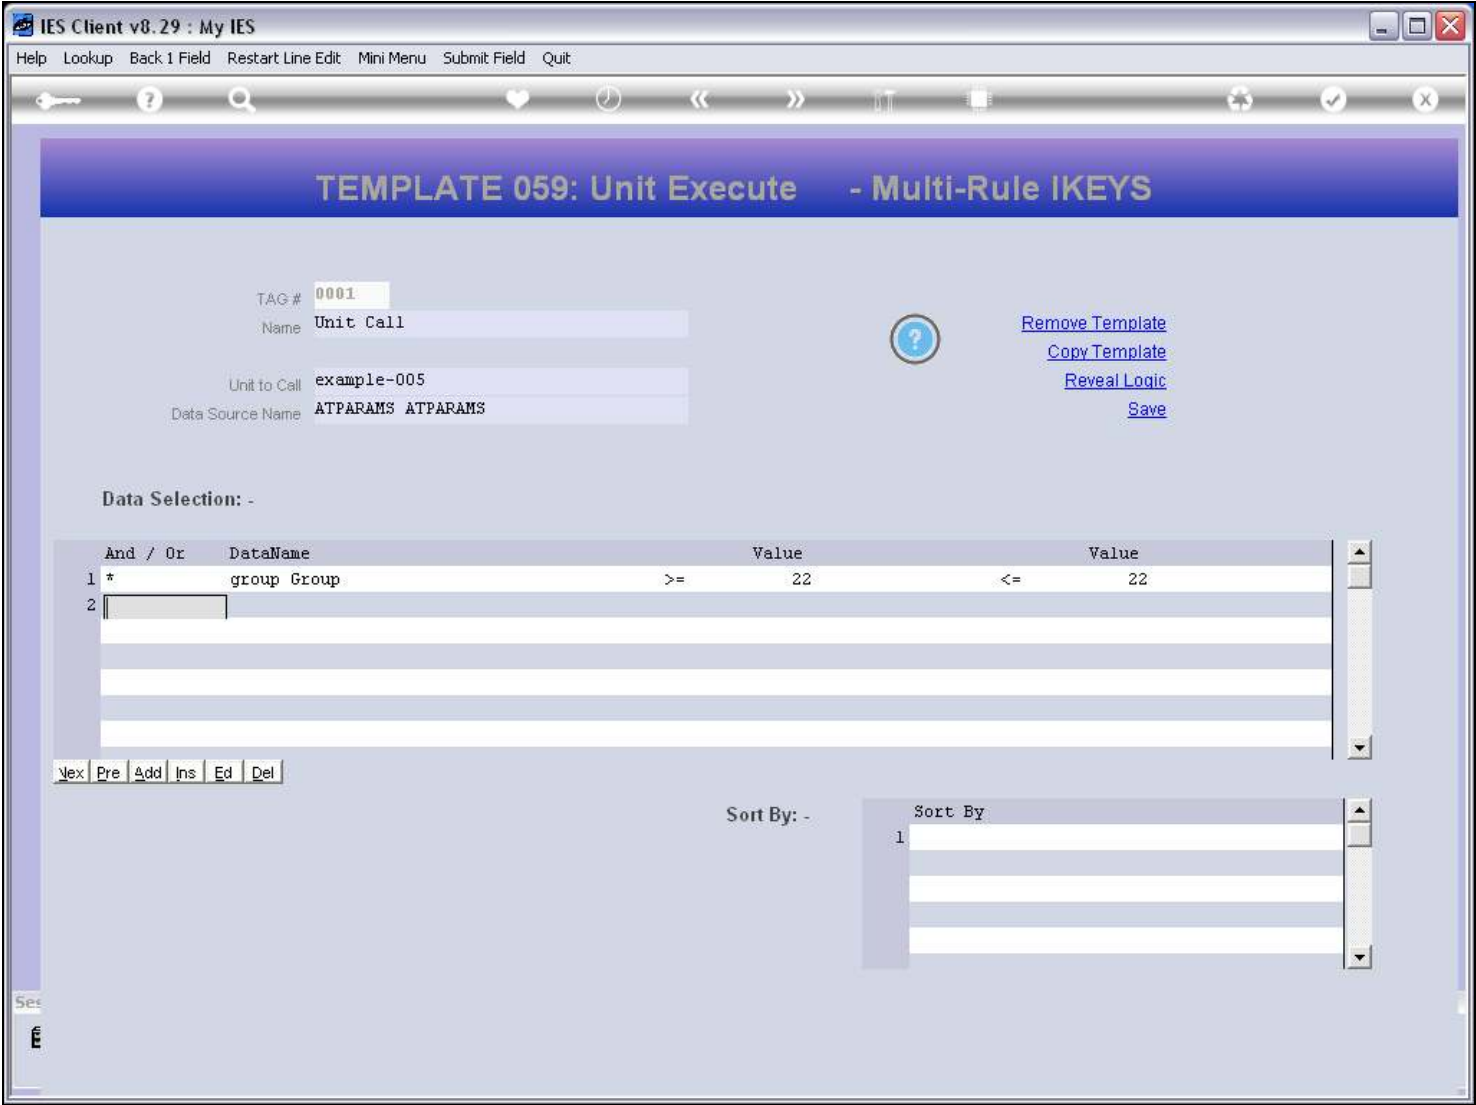 IES Client v8.29 : My IES
Help Lookup Back 1 Field Restart Line Edit Mini Menu Submit Field Quit
TEMPLATE 059: Unit Execute - Multi-Rule IKEYS
TAG # 0001
Name Unit Call
Remove Template
Copy Template
Unit to Call example-005
Reveal Logic
Data Source Name ATPARAMS ATPARAMS
Save
Data Selection: -
And / Or DataName Value Value
1 * group Group >= 22 <= 22
2
Nex Pre Add Ins Ed Del
Sort By: -
Sort By
1